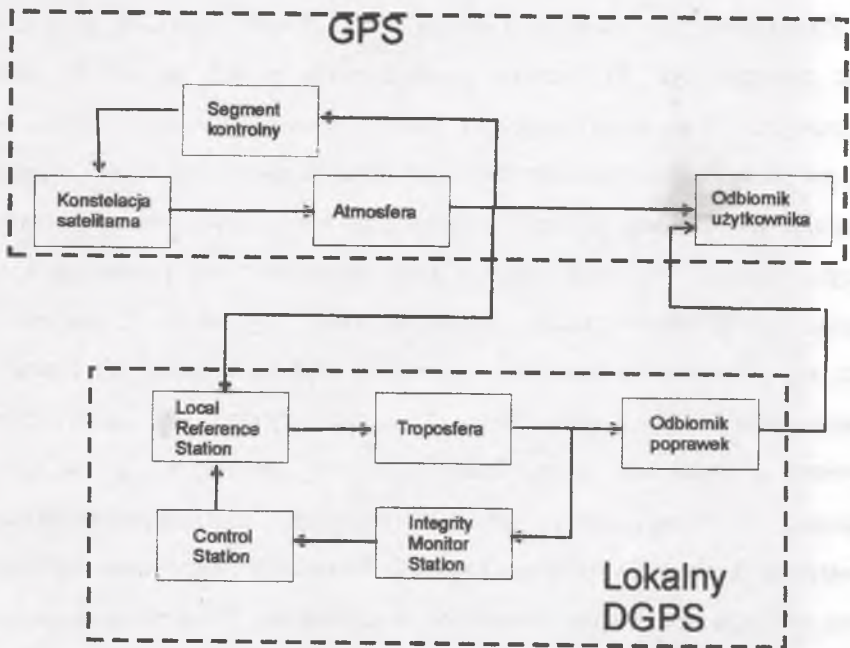 GPS
Segment
kontrolny
Konstelacja
satelitarna
Atmosfera
Odbiornik
użytkownika
Local
Reference
Station
Troposfera
Odbiornik
poprawek
Control
Station
Integrity
Monitor
Station
Lokalny
DGPS